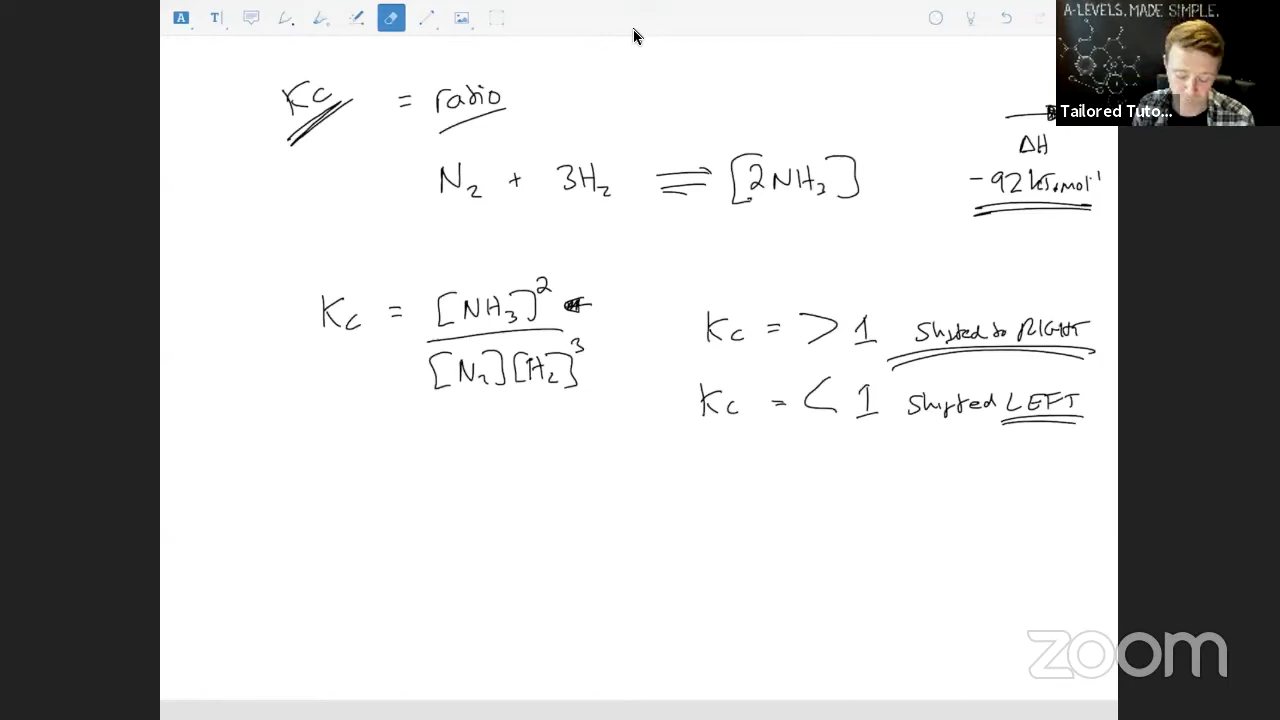 A-LEVELS. MADE SIMPLE.
Tailored Tuto...
Kc = ratio
N₂ + 3H₂ ⇌ [2NH₃]
ΔH
-92 kJ.mol⁻¹
Kc = [NH₃]²
[N₂][H₂]³
Kc = > 1 Shifted to RIGHT
Kc = < 1 Shifted LEFT
zoom